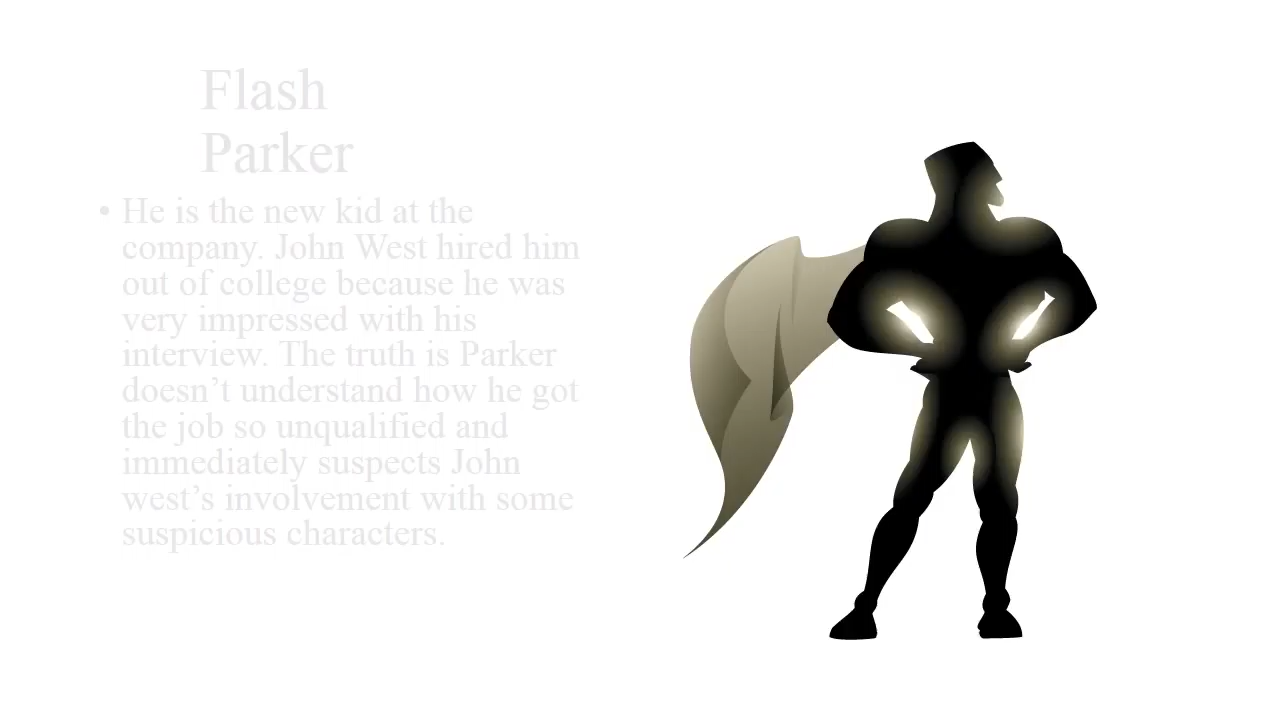 Flash
Parker
• He is the new kid at the
company. John West hired him
out of college because he was
very impressed with his
interview. The truth is Parker
doesn’t understand how he got
the job so unqualified and
immediately suspects John
west’s involvement with some
suspicious characters.